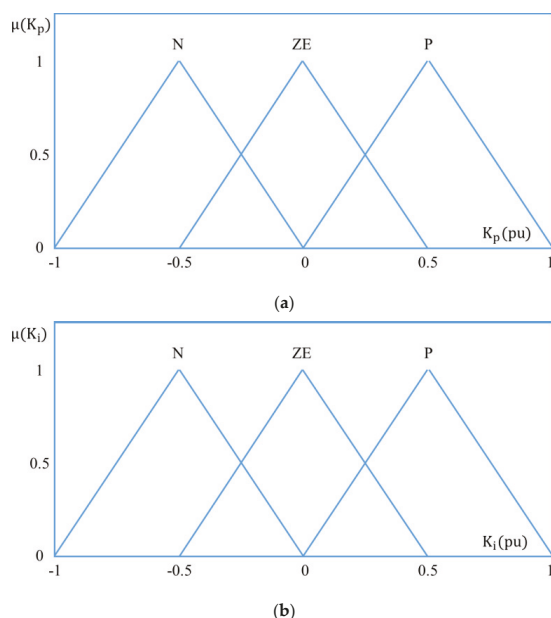 μ(Kp)
N ZE P
1
0.5
0
Kp(pu)
-1 -0.5 0 0.5 1
(a)
μ(Ki)
N ZE P
1
0.5
0
Ki(pu)
-1 -0.5 0 0.5 1
(b)